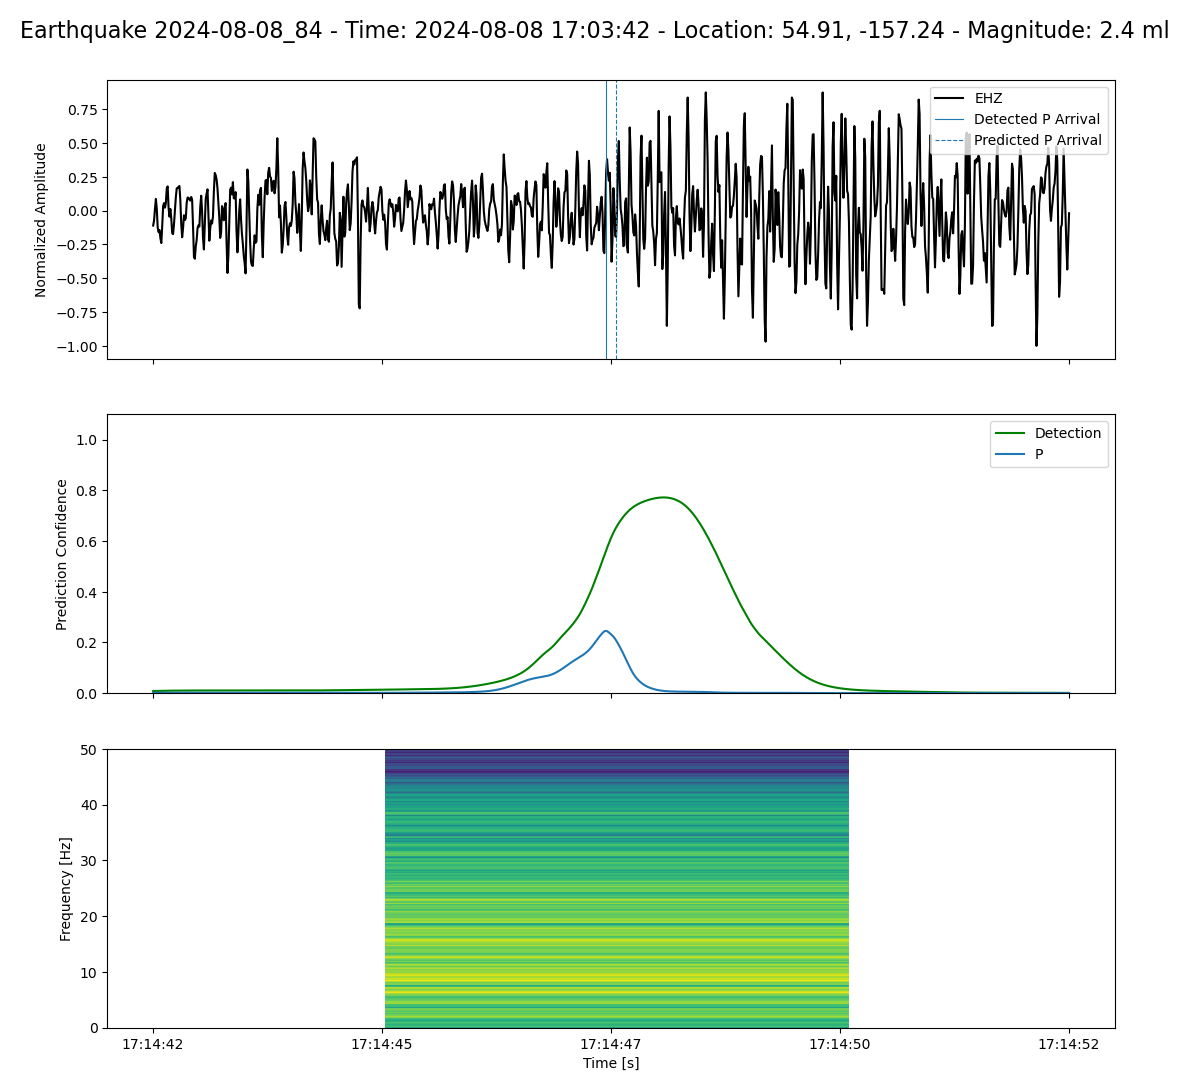 Earthquake 2024-08-08_84 - Time: 2024-08-08 17:03:42 - Location: 54.91, -157.24 - Magnitude: 2.4 ml
Normalized Amplitude
0.75
0.50
0.25
0.00
−0.25
−0.50
−0.75
−1.00
EHZ
Detected P Arrival
Predicted P Arrival
Prediction Confidence
1.0
0.8
0.6
0.4
0.2
0.0
Detection
P
Frequency [Hz]
50
40
30
20
10
0
17:14:42
17:14:45
17:14:47
17:14:50
17:14:52
Time [s]